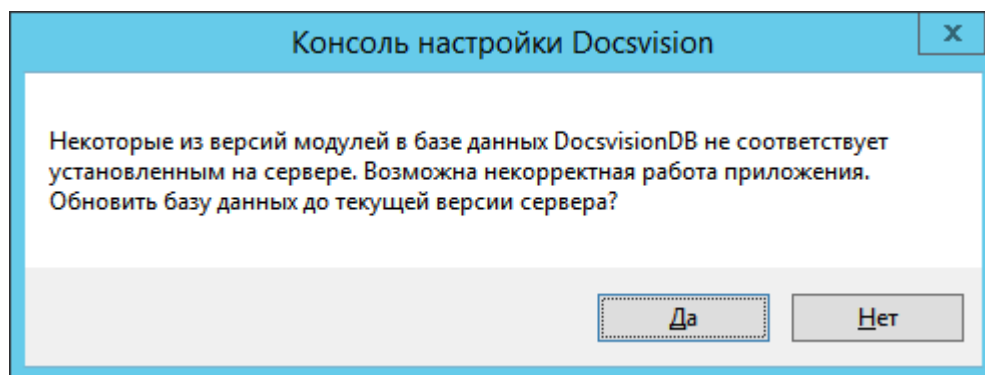 Консоль настройки Docsvision
x
Некоторые из версий модулей в базе данных DocsvisionDB не соответствует
установленным на сервере. Возможна некорректная работа приложения.
Обновить базу данных до текущей версии сервера?
Да
Нет